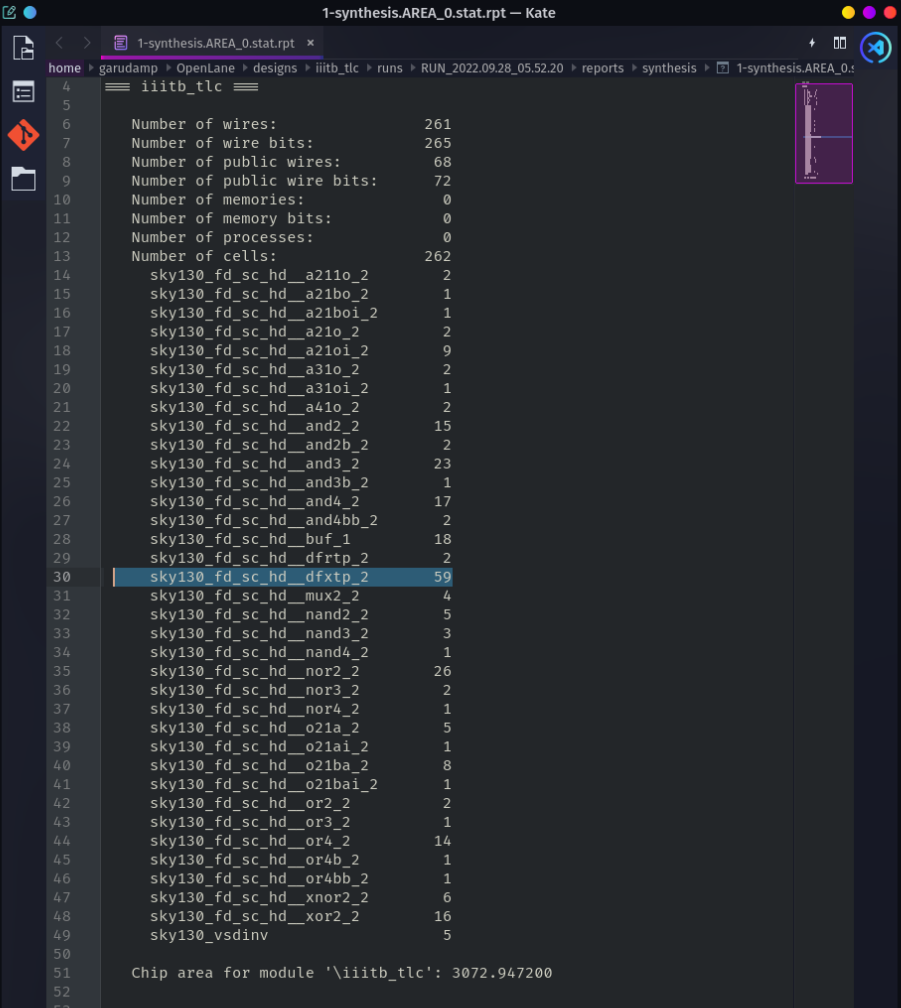 1-synthesis.AREA_0.stat.rpt — Kate
1-synthesis.AREA_0.stat.rpt ×
home garudamp OpenLane designs iiitb_tlc runs RUN_2022.09.28_05.52.20 reports synthesis 1-synthesis.AREA_0.s
4 === iiitb_tlc ===
5
6 Number of wires: 261
7 Number of wire bits: 265
8 Number of public wires: 68
9 Number of public wire bits: 72
10 Number of memories: 0
11 Number of memory bits: 0
12 Number of processes: 0
13 Number of cells: 262
14 sky130_fd_sc_hd__a211o_2 2
15 sky130_fd_sc_hd__a21bo_2 1
16 sky130_fd_sc_hd__a21boi_2 1
17 sky130_fd_sc_hd__a21o_2 2
18 sky130_fd_sc_hd__a21oi_2 9
19 sky130_fd_sc_hd__a31o_2 2
20 sky130_fd_sc_hd__a31oi_2 1
21 sky130_fd_sc_hd__a41o_2 2
22 sky130_fd_sc_hd__and2_2 15
23 sky130_fd_sc_hd__and2b_2 2
24 sky130_fd_sc_hd__and3_2 23
25 sky130_fd_sc_hd__and3b_2 1
26 sky130_fd_sc_hd__and4_2 17
27 sky130_fd_sc_hd__and4bb_2 2
28 sky130_fd_sc_hd__buf_1 18
29 sky130_fd_sc_hd__dfrtp_2 2
30 sky130_fd_sc_hd__dfxtp_2 59
31 sky130_fd_sc_hd__mux2_2 4
32 sky130_fd_sc_hd__nand2_2 5
33 sky130_fd_sc_hd__nand3_2 3
34 sky130_fd_sc_hd__nand4_2 1
35 sky130_fd_sc_hd__nor2_2 26
36 sky130_fd_sc_hd__nor3_2 2
37 sky130_fd_sc_hd__nor4_2 1
38 sky130_fd_sc_hd__o21a_2 5
39 sky130_fd_sc_hd__o21ai_2 1
40 sky130_fd_sc_hd__o21ba_2 8
41 sky130_fd_sc_hd__o21bai_2 1
42 sky130_fd_sc_hd__or2_2 2
43 sky130_fd_sc_hd__or3_2 1
44 sky130_fd_sc_hd__or4_2 14
45 sky130_fd_sc_hd__or4b_2 1
46 sky130_fd_sc_hd__or4bb_2 1
47 sky130_fd_sc_hd__xnor2_2 6
48 sky130_fd_sc_hd__xor2_2 16
49 sky130_vsdinv 5
50
51 Chip area for module '\iiitb_tlc': 3072.947200
52